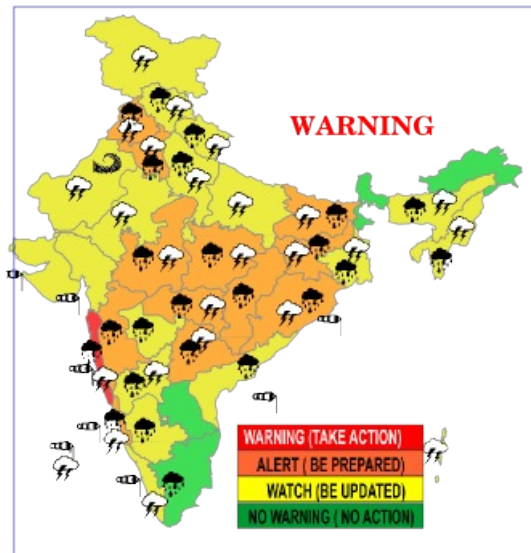 WARNING
WARNING (TAKE ACTION)
ALERT ( BE PREPARED)
WATCH (BE UPDATED)
NO WARNING ( NO ACTION)